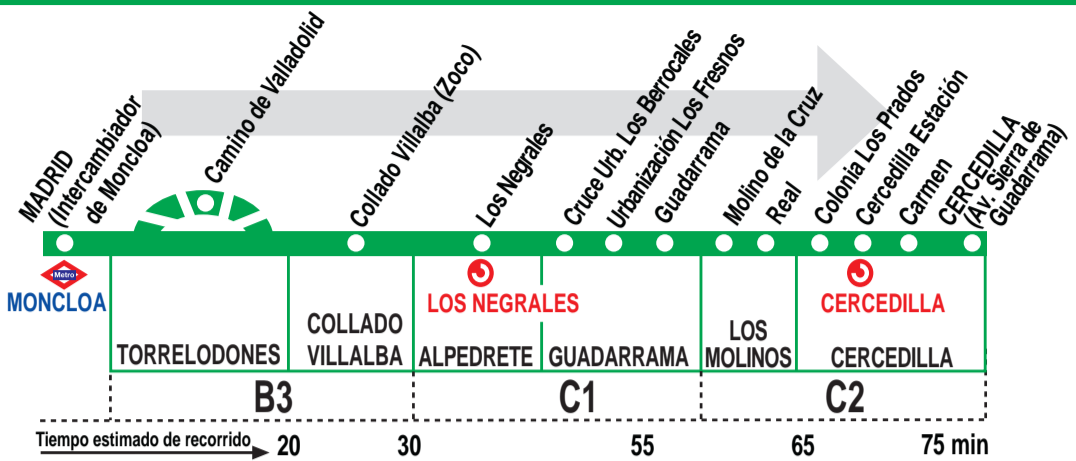 MADRID
(Intercambiador
de Moncloa)
Camino de Valladolid
Collado Villalba (Zoco)
Los Negrales
Cruce Urb. Los Berrocales
Urbanización Los Fresnos
Guadarrama
Molino de la Cruz
Real
Colonia Los Prados
Cercedilla Estación
Carmen
CERCEDILLA
(Av. Sierra de
Guadarrama)
Metro
MONCLOA
LOS NEGRALES
CERCEDILLA
TORRELODONES
COLLADO
VILLALBA
ALPEDRETE
GUADARRAMA
LOS
MOLINOS
CERCEDILLA
B3
C1
C2
Tiempo estimado de recorrido
20
30
55
65
75 min